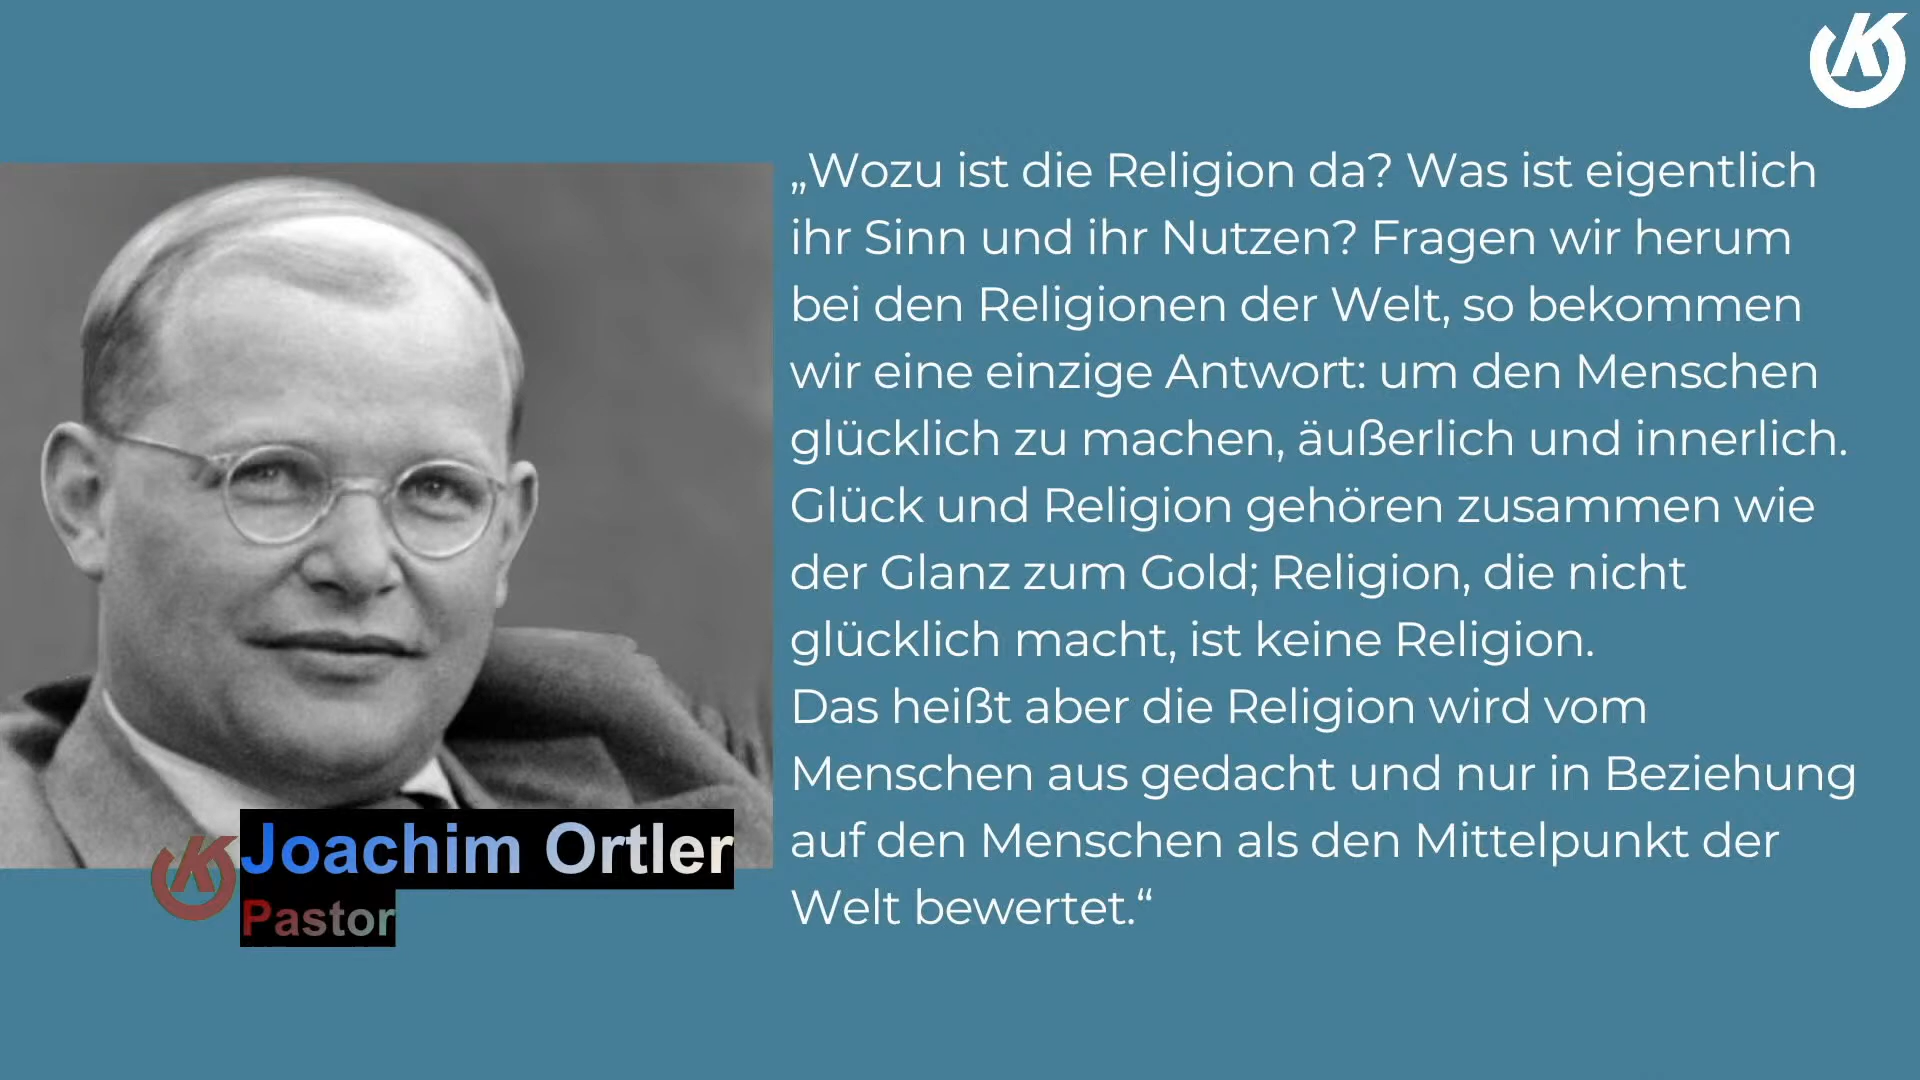 „Wozu ist die Religion da? Was ist eigentlich
ihr Sinn und ihr Nutzen? Fragen wir herum
bei den Religionen der Welt, so bekommen
wir eine einzige Antwort: um den Menschen
glücklich zu machen, äußerlich und innerlich.
Glück und Religion gehören zusammen wie
der Glanz zum Gold; Religion, die nicht
glücklich macht, ist keine Religion.
Das heißt aber die Religion wird vom
Menschen aus gedacht und nur in Beziehung
auf den Menschen als den Mittelpunkt der
Welt bewertet.“
Joachim Ortler
Pastor